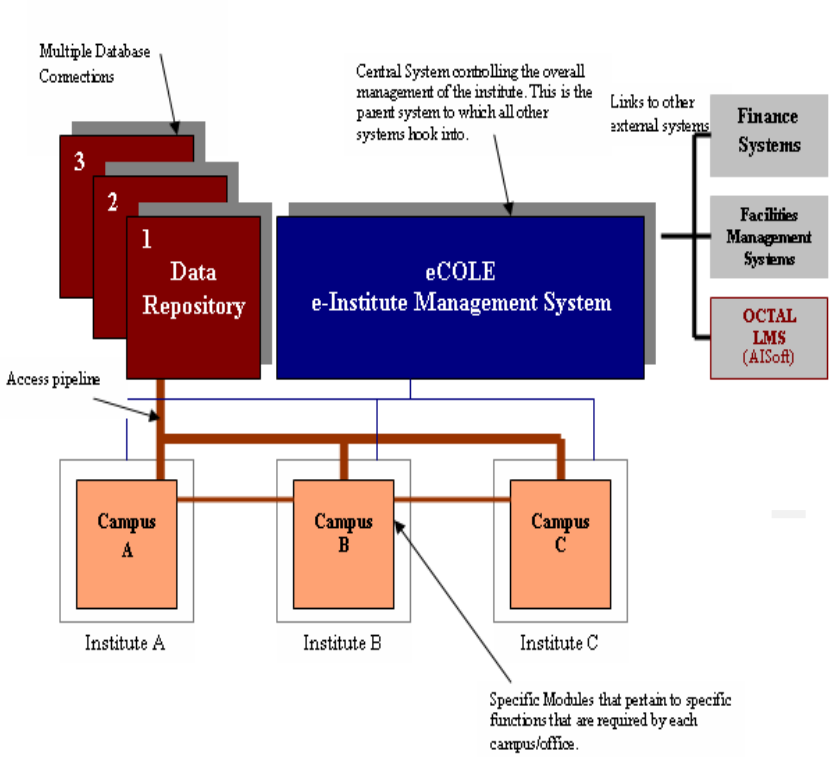 Multiple Database
Connections
Central System controlling the overall
management of the institute. This is the
parent system to which all other
systems hook into.
Links to other
external systems
Finance
Systems
3
2
1
Data
Repository
eCOLE
e-Institute Management System
Facilities
Management
Systems
OCTAL
LMS
(AISoft)
Access pipeline
Campus
A
Campus
B
Campus
C
Institute A
Institute B
Institute C
Specific Modules that pertain to specific
functions that are required by each
campus/office.